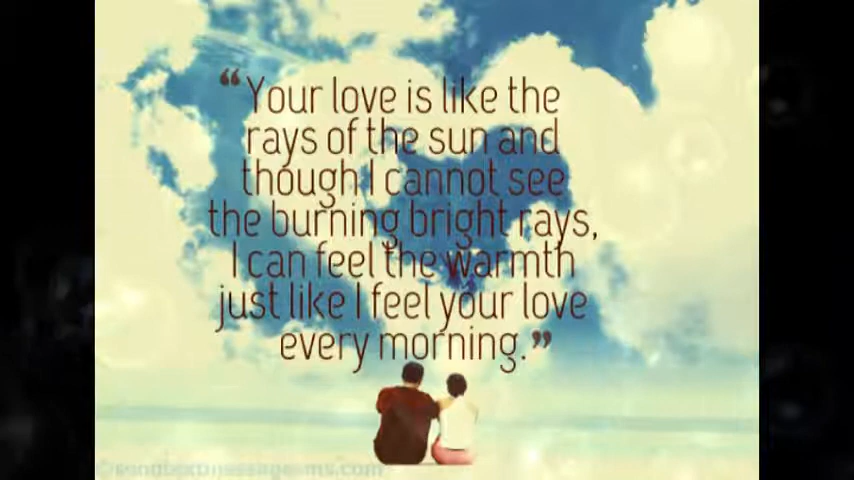 “Your love is like the
rays of the sun and
though I cannot see
the burning bright rays,
I can feel the warmth
just like I feel your love
every morning.”